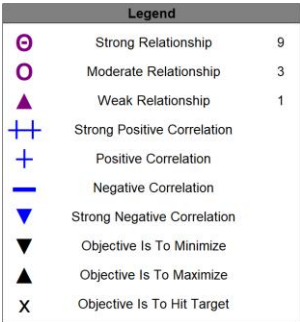 Legend
Θ Strong Relationship 9
Ο Moderate Relationship 3
▲ Weak Relationship 1
++ Strong Positive Correlation
+ Positive Correlation
▬ Negative Correlation
▼ Strong Negative Correlation
▼ Objective Is To Minimize
▲ Objective Is To Maximize
x Objective Is To Hit Target